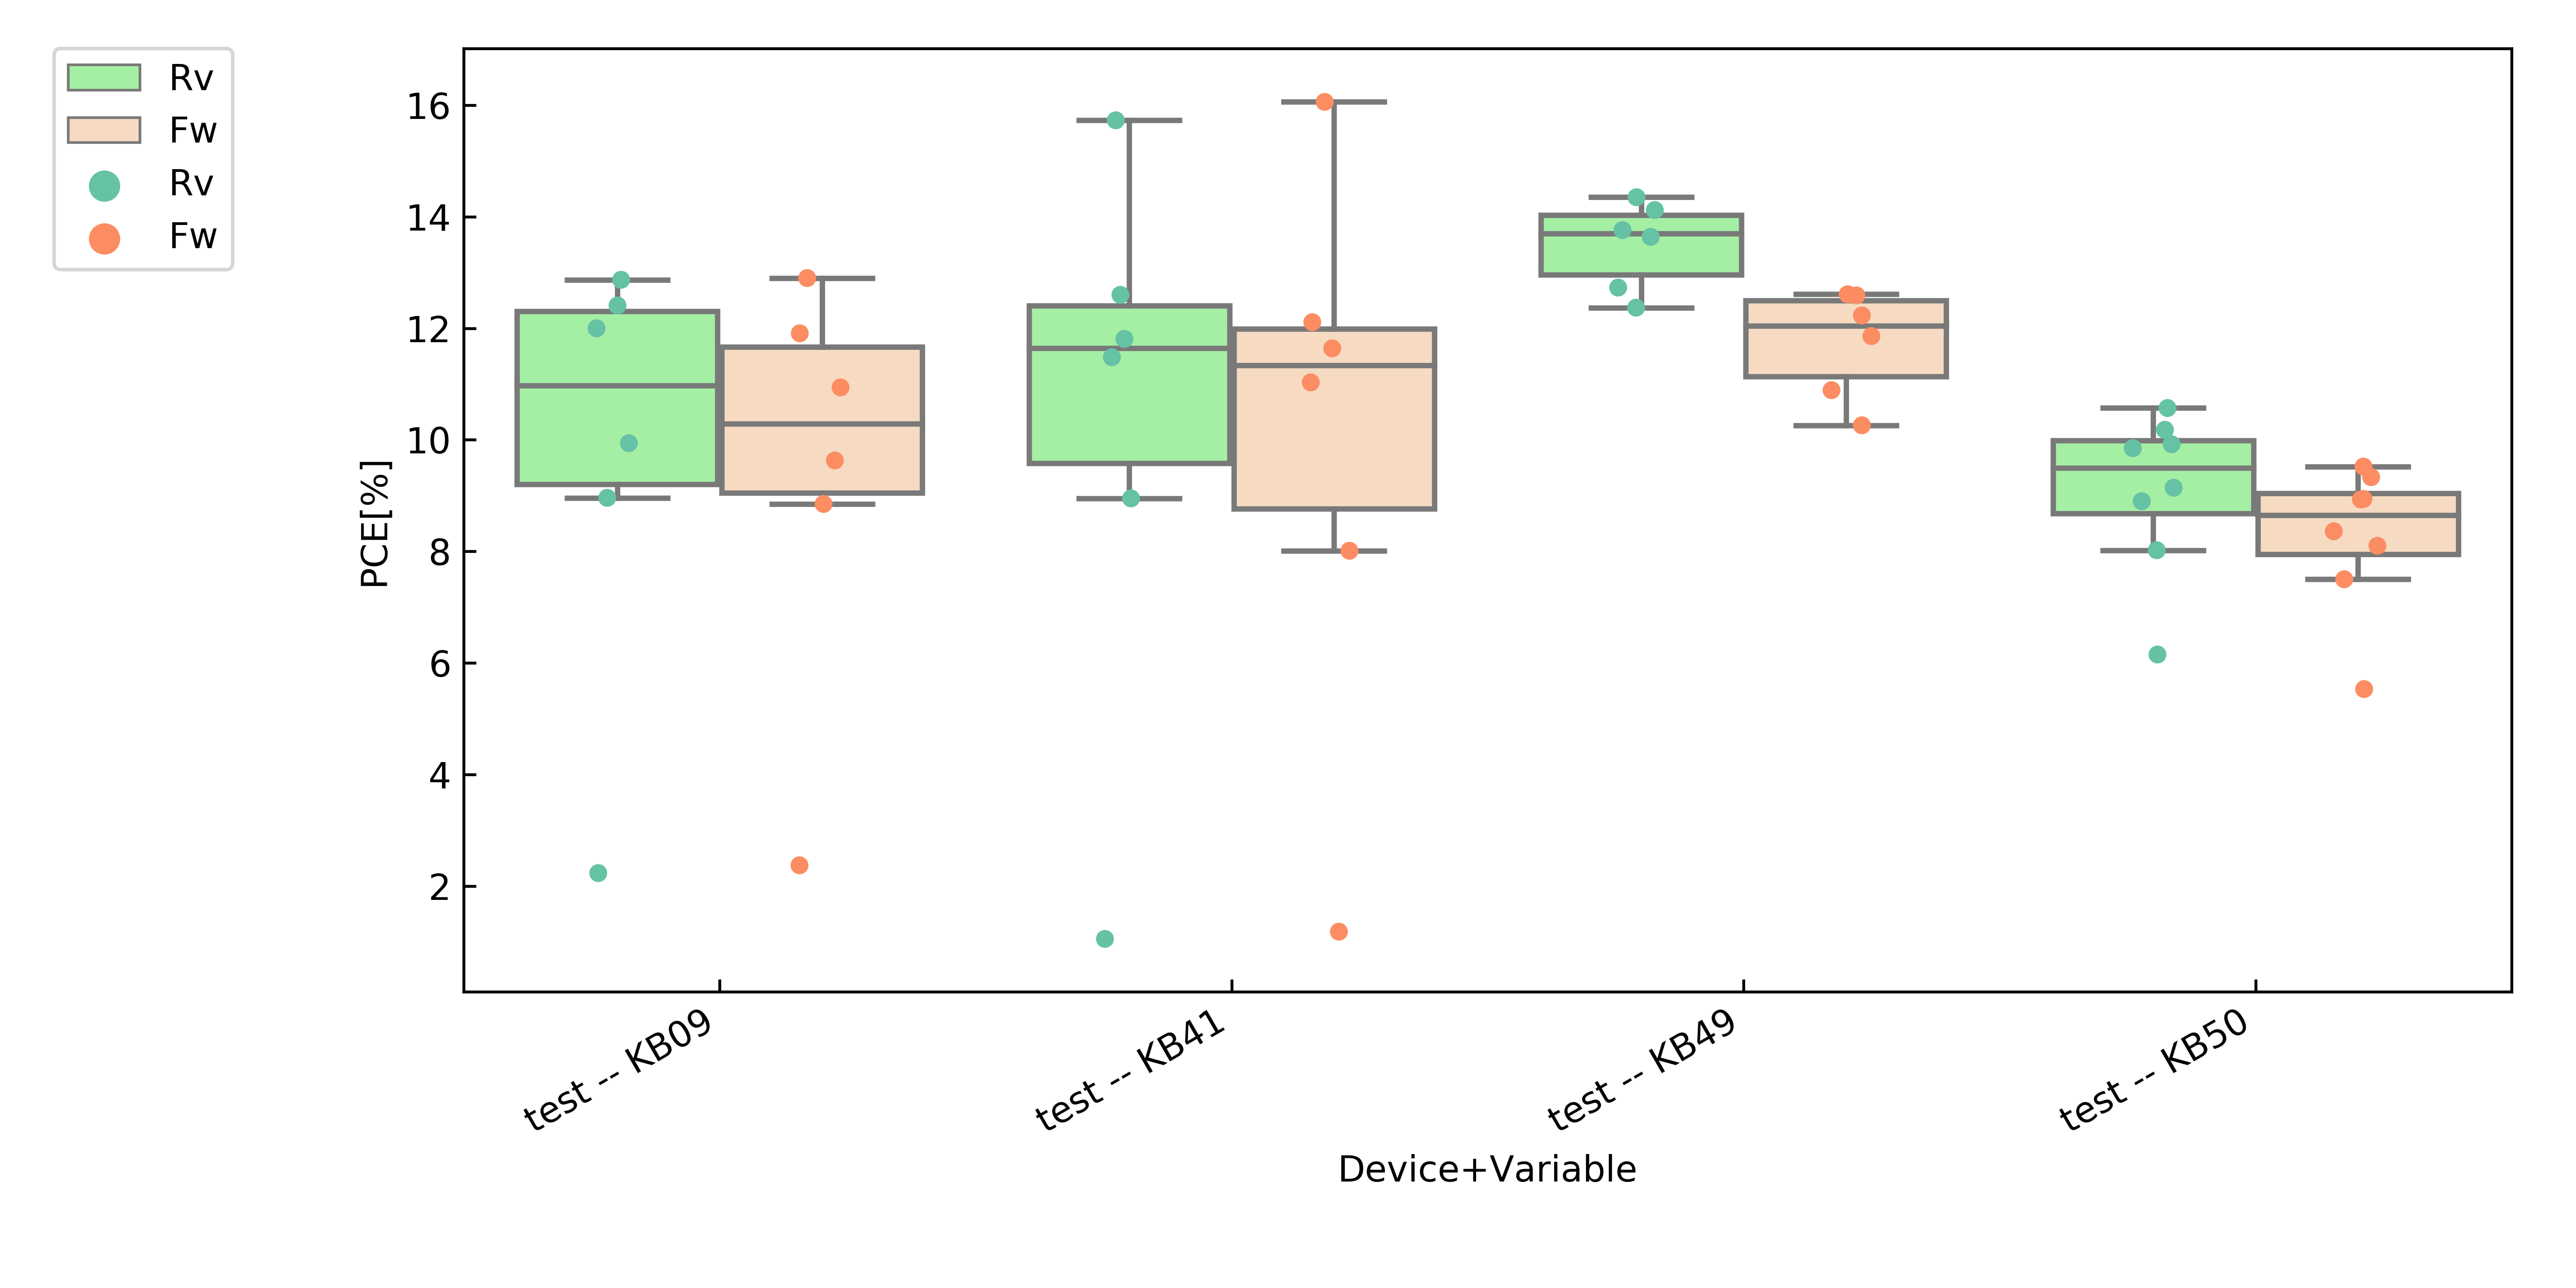 Rv
Fw
Rv
Fw
16
14
12
10
8
6
4
2
PCE[%]
test -- KB09
test -- KB41
test -- KB49
test -- KB50
Device+Variable